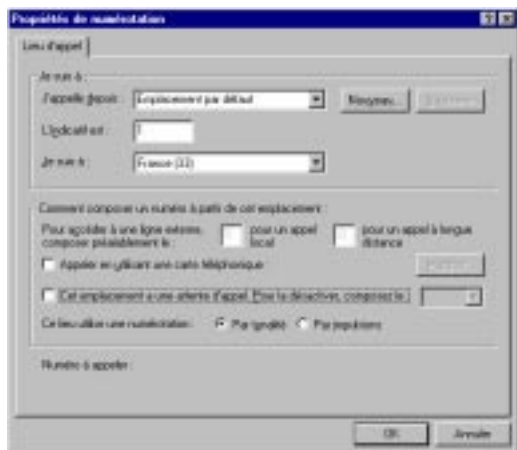 Propriétés de numérotation
Lieu d'appel
Je suis à :
J'appelle depuis : Emplacement par défaut Nouveau...
L'indicatif est : 1
Je suis à : France (33)
Comment composer un numéro à partir de cet emplacement :
Pour accéder à une ligne externe, pour un appel pour un appel à longue
composer préalablement le : local distance
Appeler en utilisant une carte téléphonique :
Cet emplacement a une attente d'appel. Pour la désactiver, composez le :
Ce lieu utilise une numérotation : Par tonalité Par impulsions
Numéro à appeler :
OK Annuler